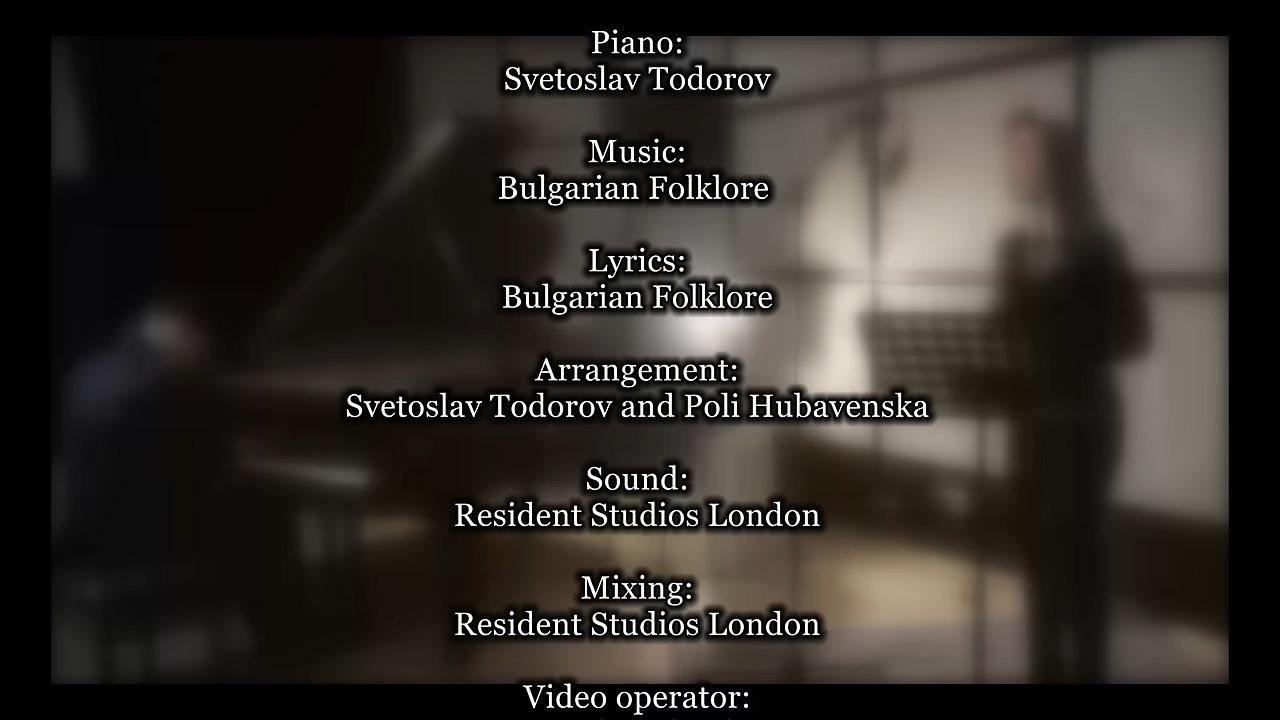 Piano:
Svetoslav Todorov
Music:
Bulgarian Folklore
Lyrics:
Bulgarian Folklore
Arrangement:
Svetoslav Todorov and Poli Hubavenska
Sound:
Resident Studios London
Mixing:
Resident Studios London
Video operator: